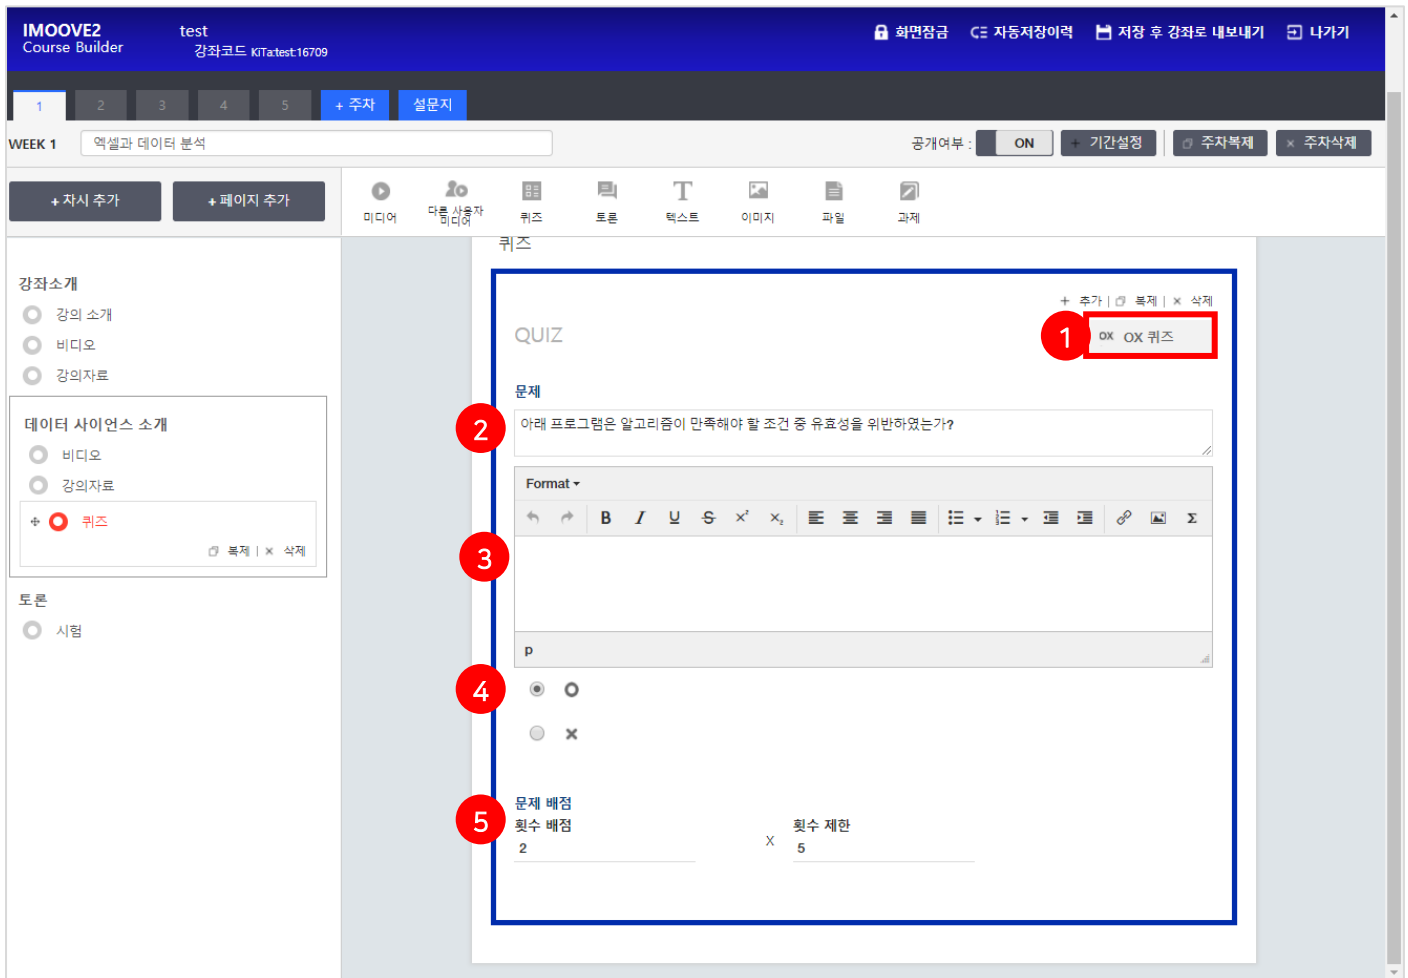 IMOOVE2
Course Builder
test
강좌코드 KiTa:test:16709
화면잠금
자동저장이력
저장 후 강좌로 내보내기
나가기
1 2 3 4 5 + 주차 설문지
WEEK 1 엑셀과 데이터 분석 공개여부 : ON + 기간설정 주차복제 × 주차삭제
+ 차시 추가 + 페이지 추가
미디어
다른 사용자
미디어
퀴즈
토론
텍스트
이미지
파일
과제
강좌소개
강의 소개
비디오
강의자료
데이터 사이언스 소개
비디오
강의자료
퀴즈
복제 | × 삭제
토론
시험
퀴즈
+ 추가 | 복제 | × 삭제
QUIZ
1 OX OX 퀴즈
문제
2 아래 프로그램은 알고리즘이 만족해야 할 조건 중 유효성을 위반하였는가?
Format
B I U S x² x₂ Σ
3
p
4
5
문제 배점
횟수 배점 횟수 제한
2 X 5